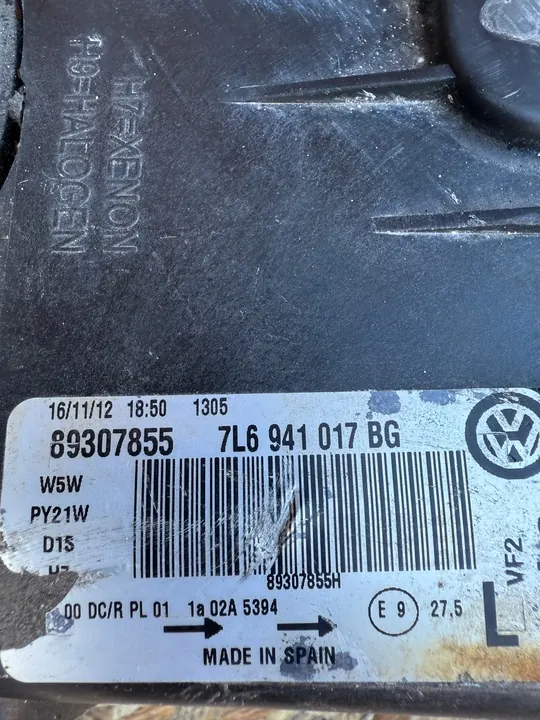 H7=XENON
H9=HALOGEN
16/11/12 18:50 1305
89307855 7L6 941 017 BG
W5W
PY21W
D1S
H7
89307855H
00 DC/R PL 01 1a 02A 5394
E 9 27,5
L
VF2
MADE IN SPAIN